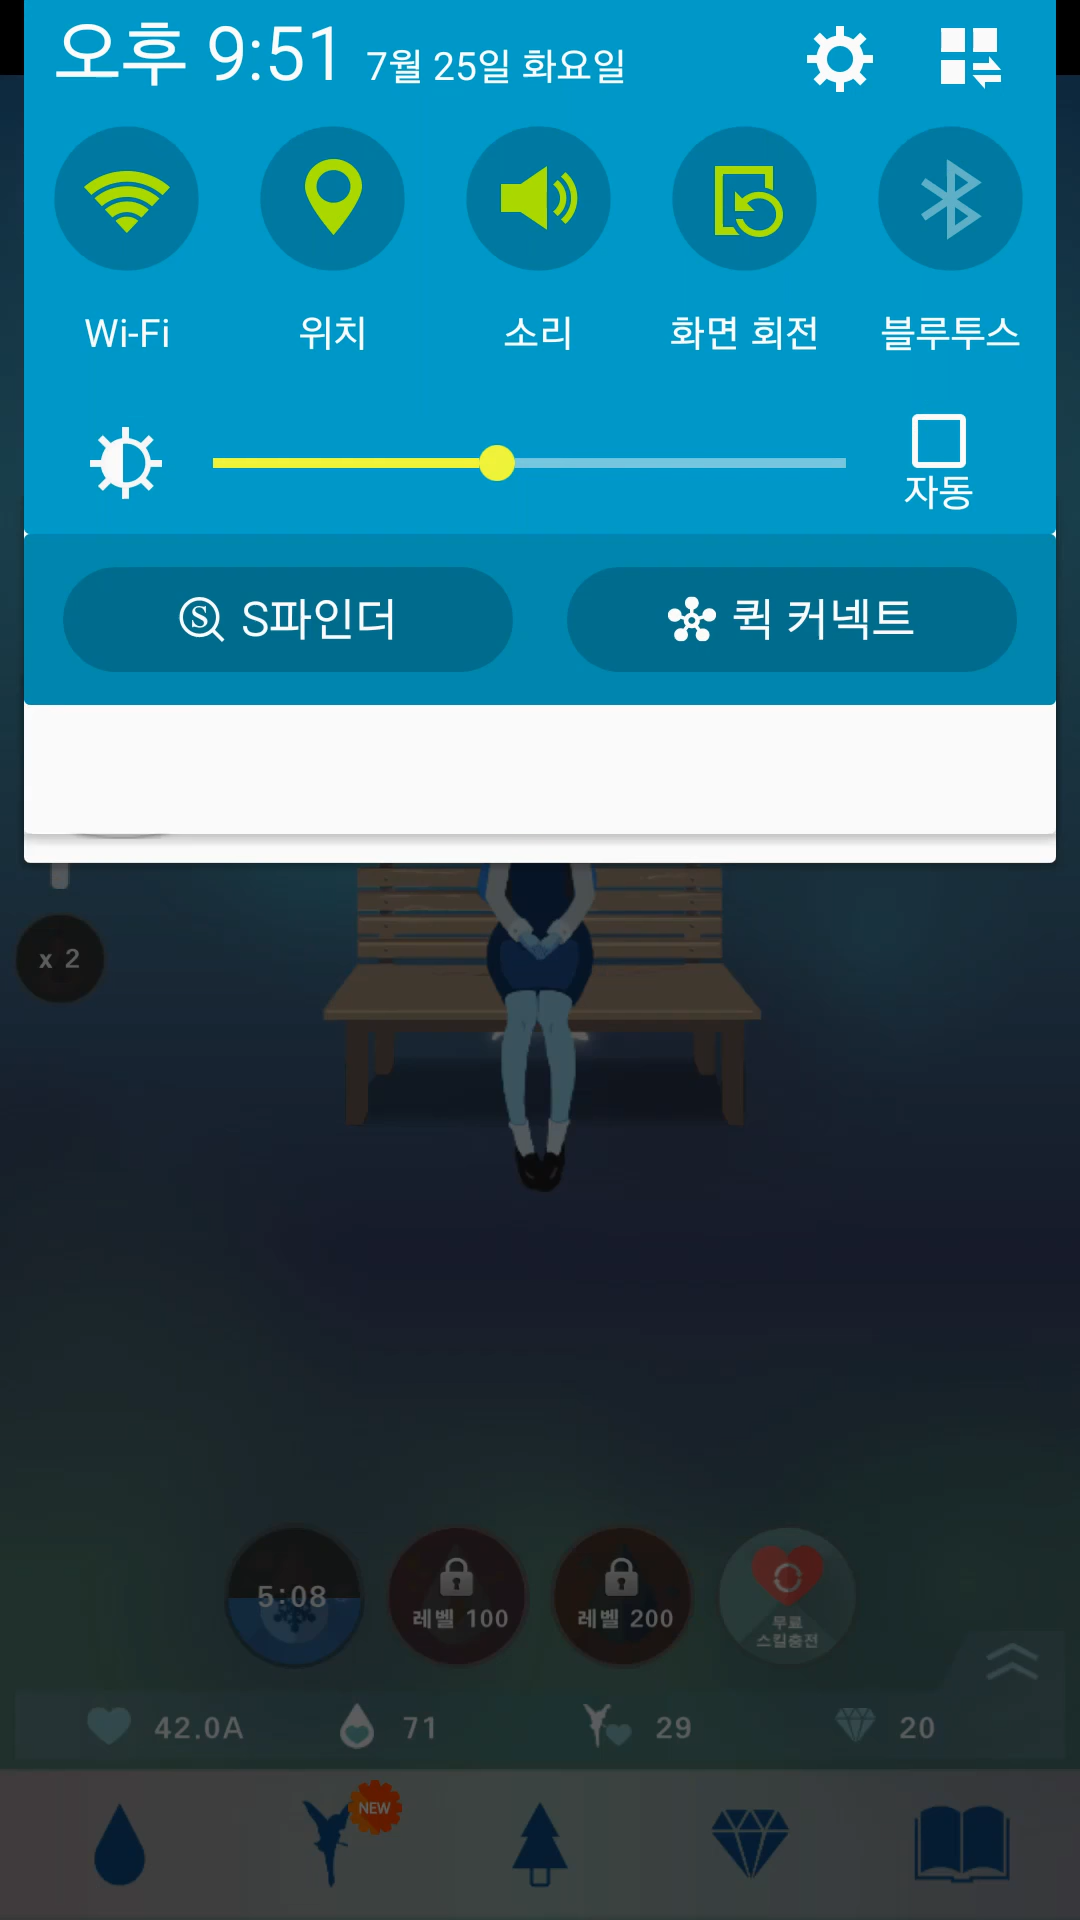 오후 9:51 7월 25일 화요일
Wi-Fi 위치 소리 화면 회전 블루투스
자동
S파인더 퀵 커넥트
x 2
5:08 레벨 100 레벨 200 무료
스킬충전
42.0A 71 29 20
NEW